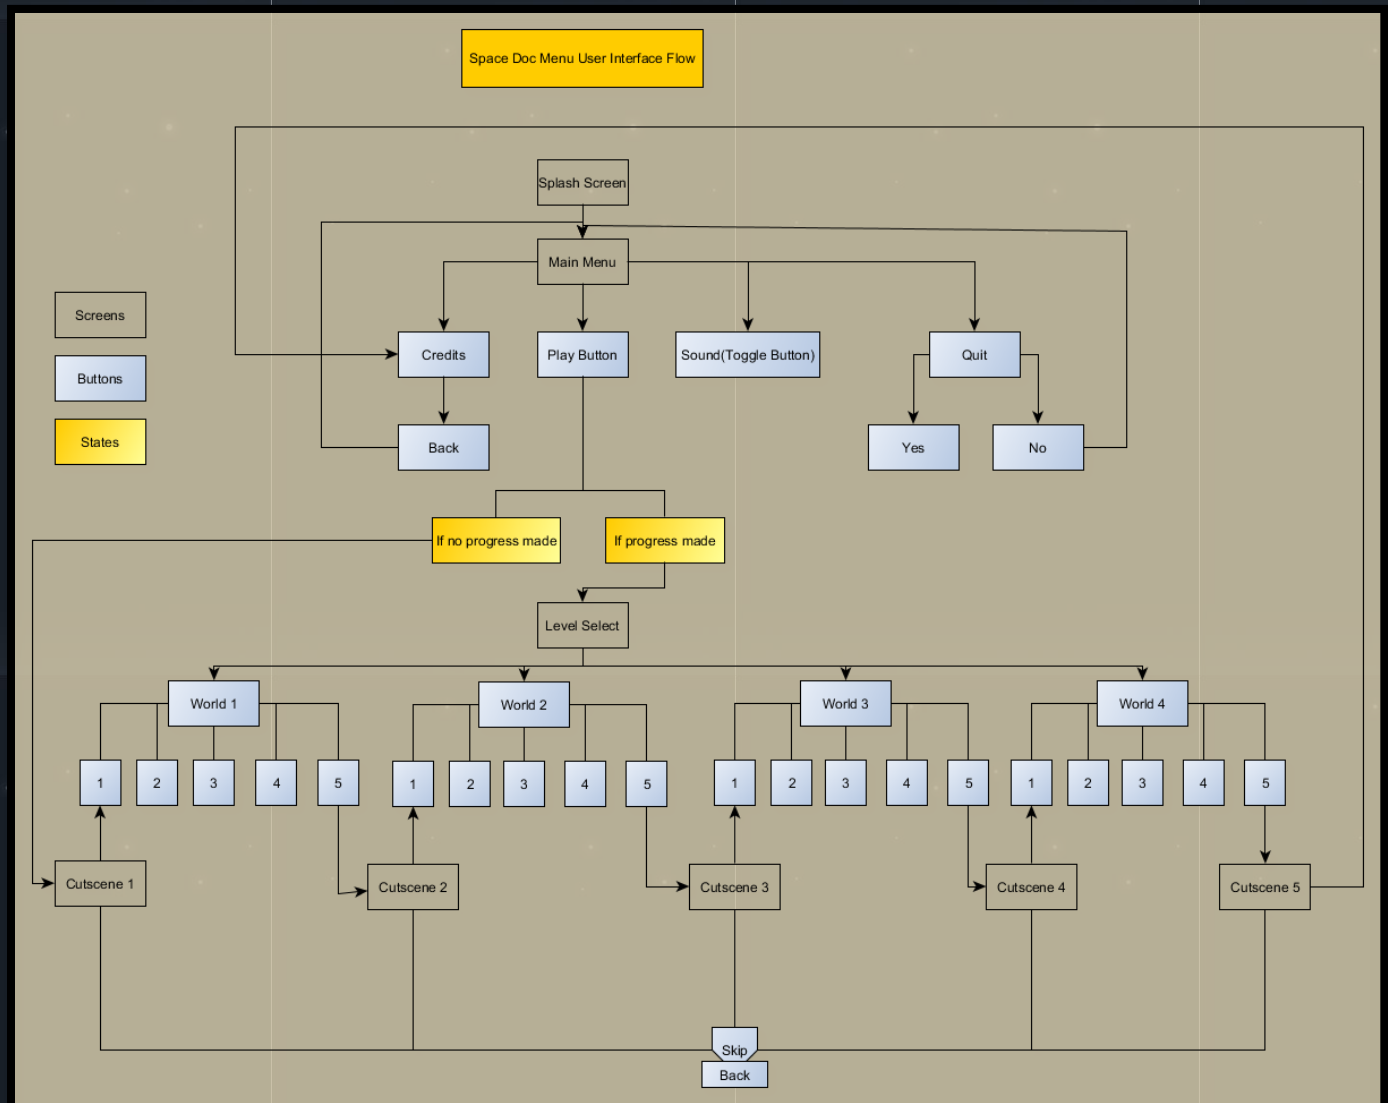 Space Doc Menu User Interface Flow
Splash Screen
Main Menu
Screens
Credits
Play Button
Sound(Toggle Button)
Quit
Buttons
States
Back
Yes
No
If no progress made
If progress made
Level Select
World 1
World 2
World 3
World 4
1
2
3
4
5
1
2
3
4
5
1
2
3
4
5
1
2
3
4
5
Cutscene 1
Cutscene 2
Cutscene 3
Cutscene 4
Cutscene 5
Skip
Back